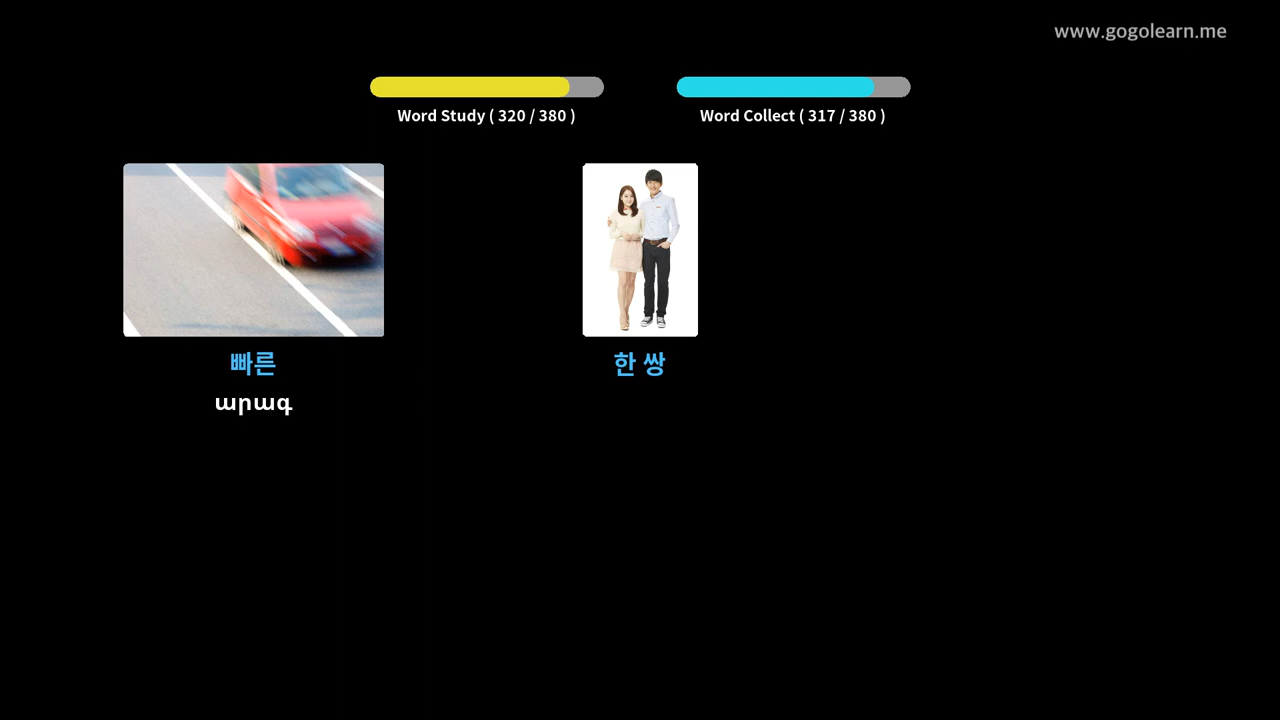 www.gogolearn.me
Word Study ( 320 / 380 )
Word Collect ( 317 / 380 )
빠른
արագ
한 쌍